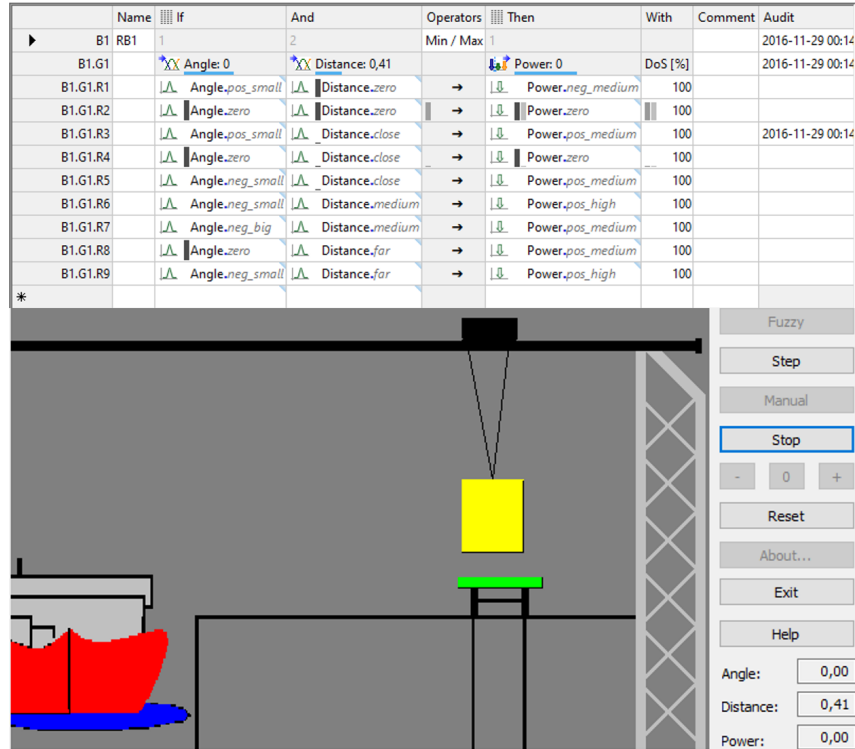 Name If And Operators Then With Comment Audit
B1 RB1 1 2 Min / Max 1 2016-11-29 00:14
B1.G1 Angle: 0 Distance: 0,41 Power: 0 DoS [%]
B1.G1.R1 Angle.pos_small Distance.zero → Power.neg_medium 100
B1.G1.R2 Angle.zero Distance.zero → Power.zero 100
B1.G1.R3 Angle.pos_small Distance.close → Power.pos_medium 100 2016-11-29 00:14
B1.G1.R4 Angle.zero Distance.close → Power.zero 100
B1.G1.R5 Angle.neg_small Distance.close → Power.pos_medium 100
B1.G1.R6 Angle.neg_small Distance.medium → Power.pos_high 100
B1.G1.R7 Angle.neg_big Distance.medium → Power.pos_medium 100
B1.G1.R8 Angle.zero Distance.far → Power.pos_medium 100
B1.G1.R9 Angle.neg_small Distance.far → Power.pos_high 100
*
Fuzzy
Step
Manual
Stop
- 0 +
Reset
About...
Exit
Help
Angle: 0,00
Distance: 0,41
Power: 0,00